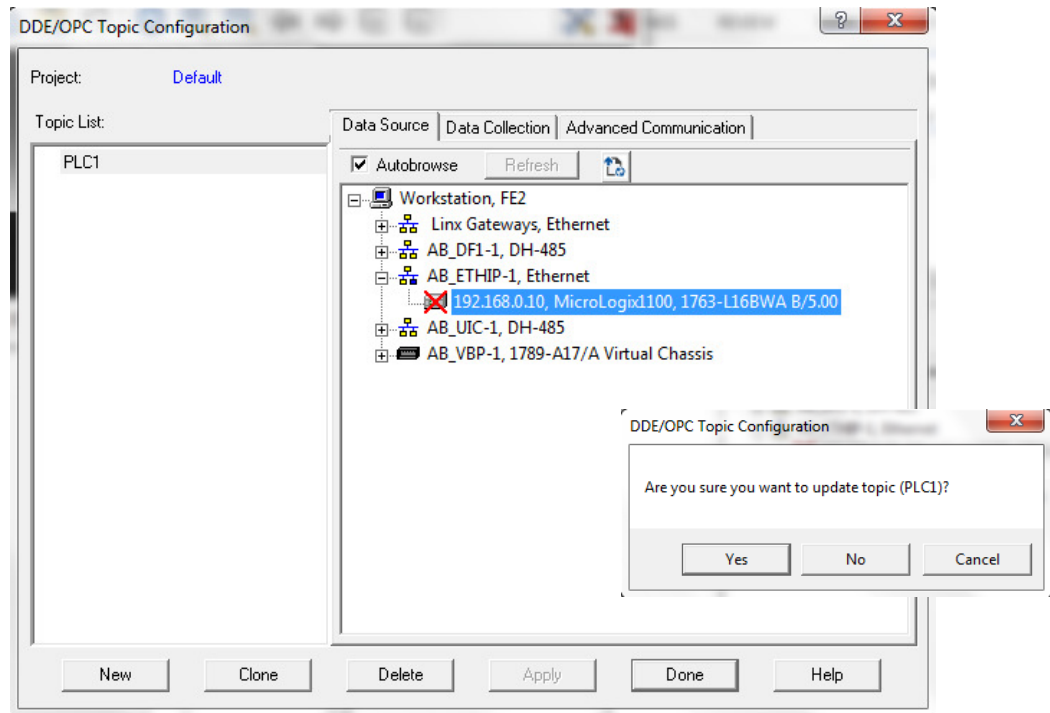 DDE/OPC Topic Configuration
Project: Default
Topic List:
Data Source Data Collection Advanced Communication
PLC1
Autobrowse Refresh
Workstation, FE2
Linx Gateways, Ethernet
AB_DF1-1, DH-485
AB_ETHIP-1, Ethernet
192.168.0.10, MicroLogix1100, 1763-L16BWA B/5.00
AB_UIC-1, DH-485
AB_VBP-1, 1789-A17/A Virtual Chassis
DDE/OPC Topic Configuration
Are you sure you want to update topic (PLC1)?
Yes No Cancel
New Clone Delete Apply Done Help